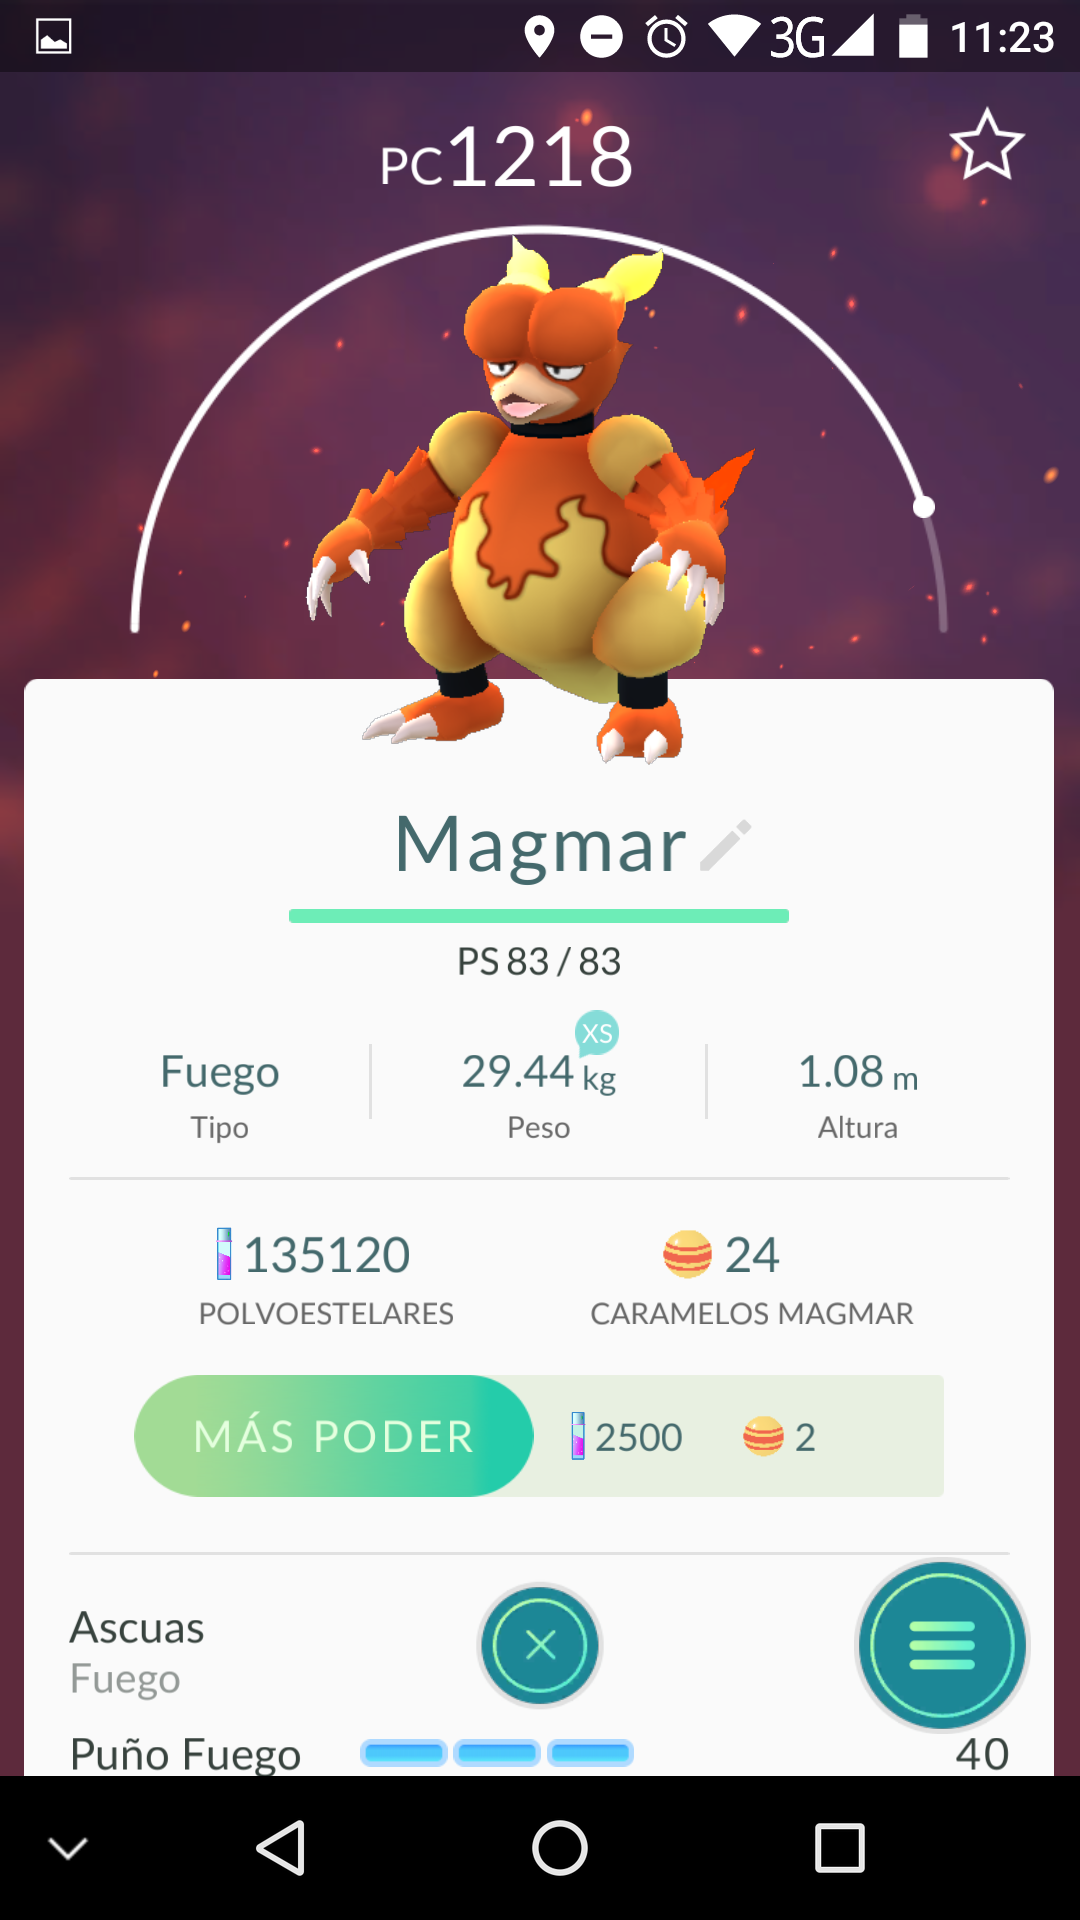 3G 11:23
PC1218
Magmar
PS 83 / 83
XS
Fuego 29.44 kg 1.08 m
Tipo Peso Altura
135120 24
POLVOESTELARES CARAMELOS MAGMAR
MÁS PODER 2500 2
Ascuas
Fuego
Puño Fuego 40